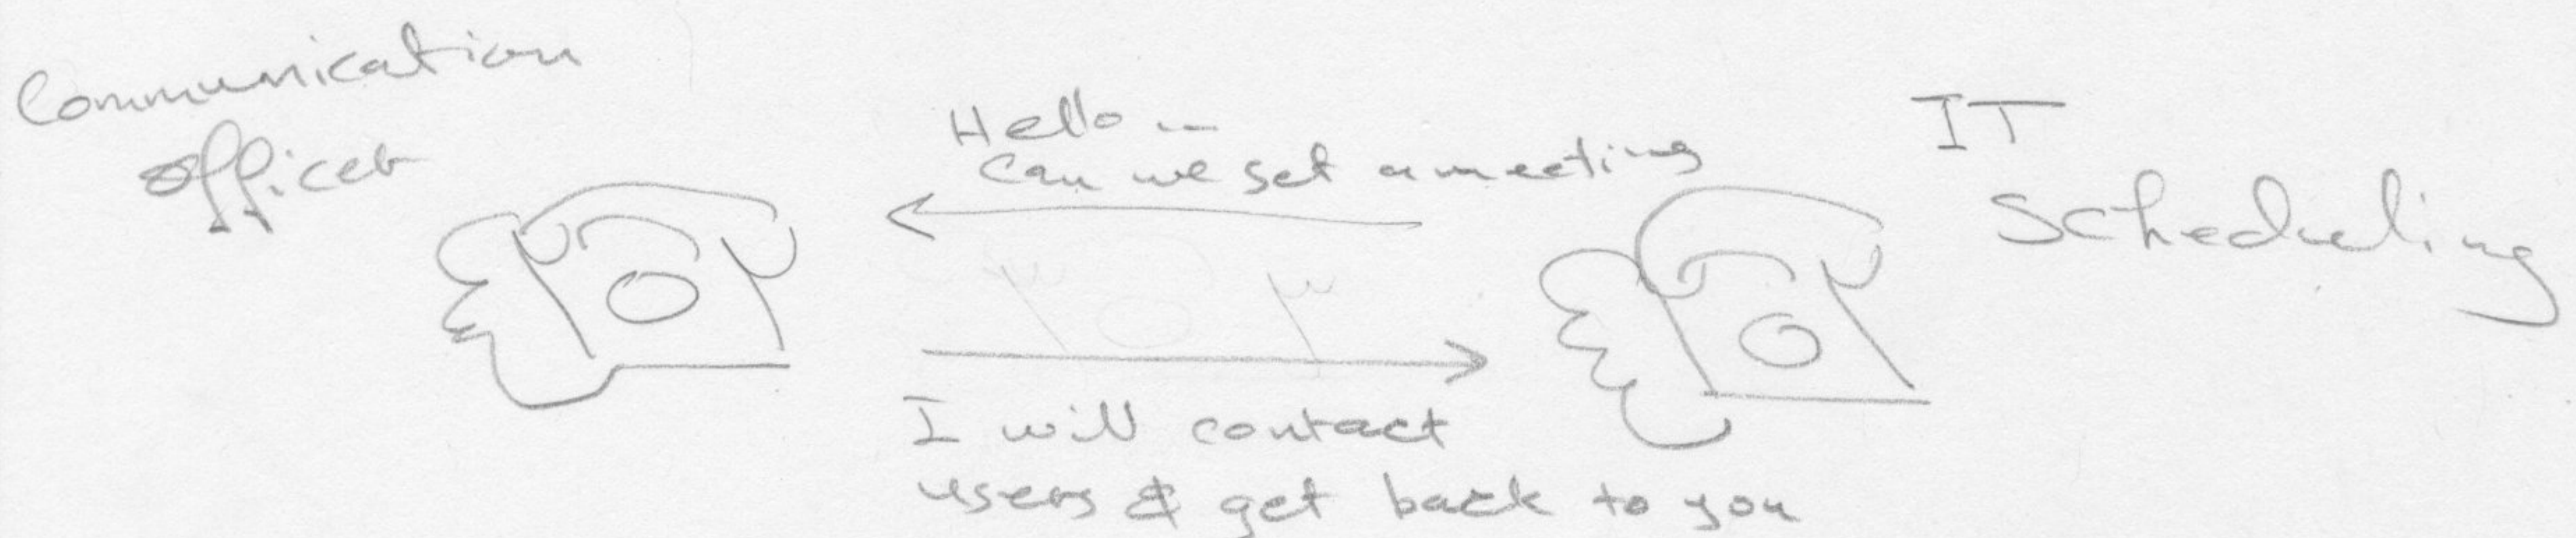 Communication
officer
Hello --
Can we set a meeting
IT
Scheduling
I will contact
users & get back to you